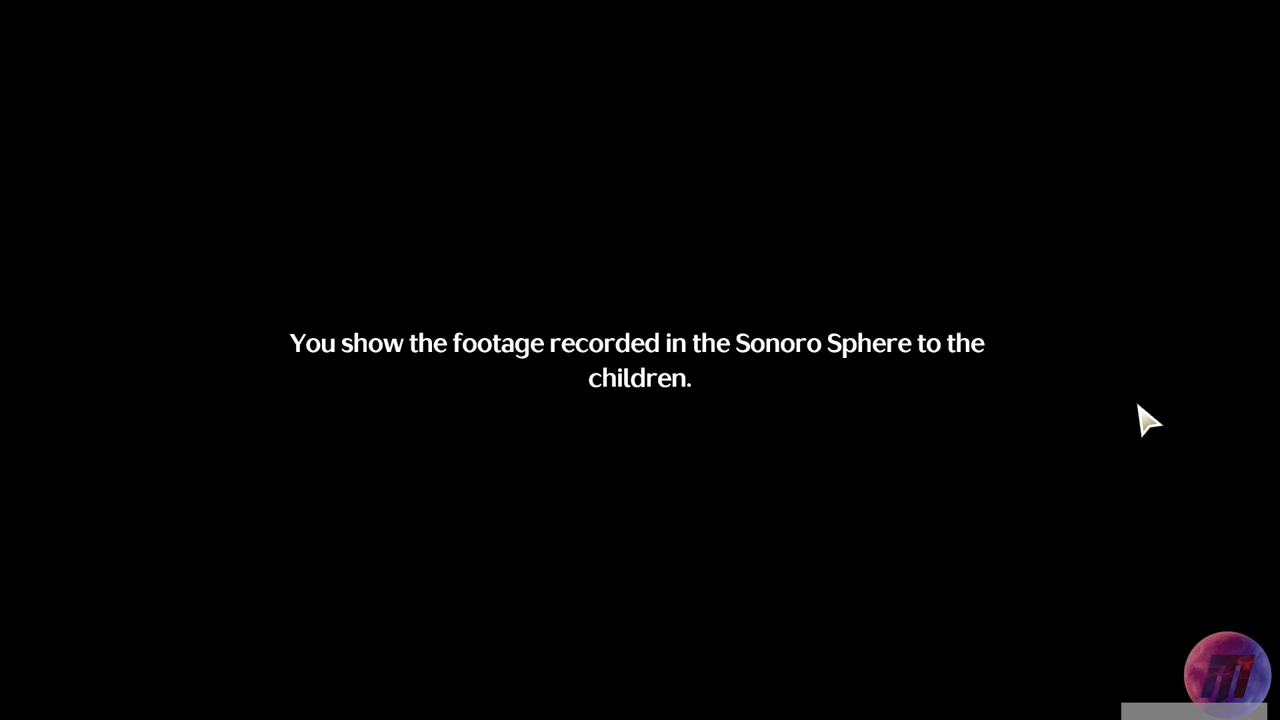 You show the footage recorded in the Sonoro Sphere to the
children.